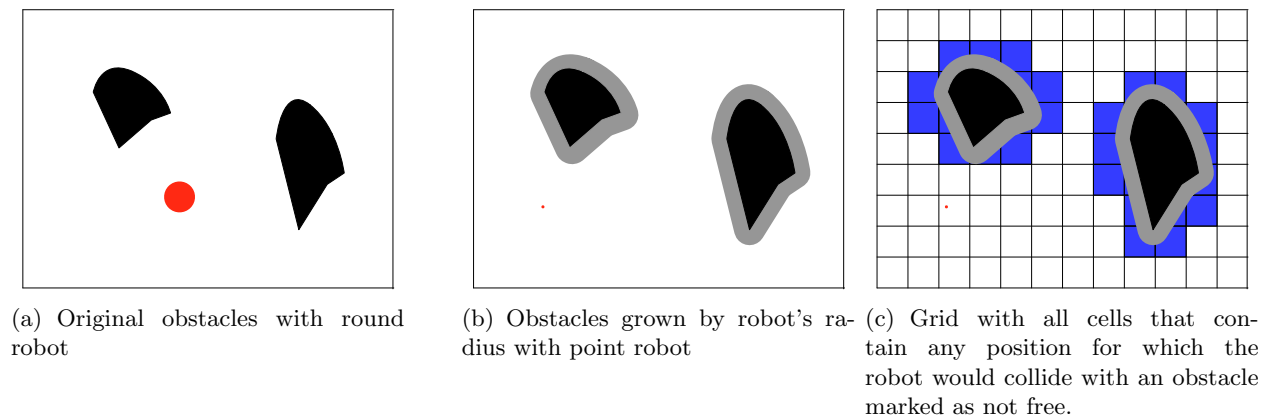 (a) Original obstacles with round
robot
(b) Obstacles grown by robot's ra-
dius with point robot
(c) Grid with all cells that con-
tain any position for which the
robot would collide with an obstacle
marked as not free.